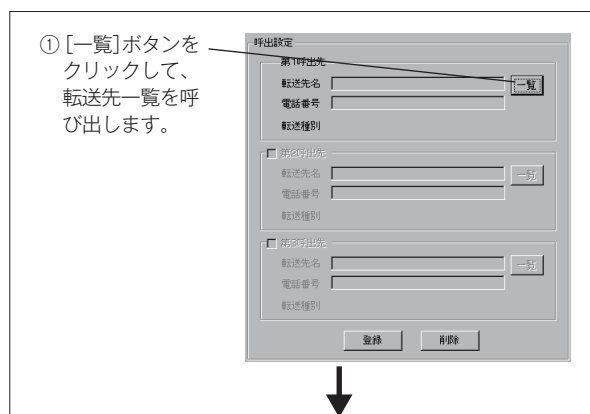 ① [一覧]ボタンを
クリックして、
転送先一覧を呼
び出します。
呼出設定
第1呼出先
転送先名
一覧
電話番号
転送種別
第2呼出先
転送先名
一覧
電話番号
転送種別
第3呼出先
転送先名
一覧
電話番号
転送種別
登録
削除